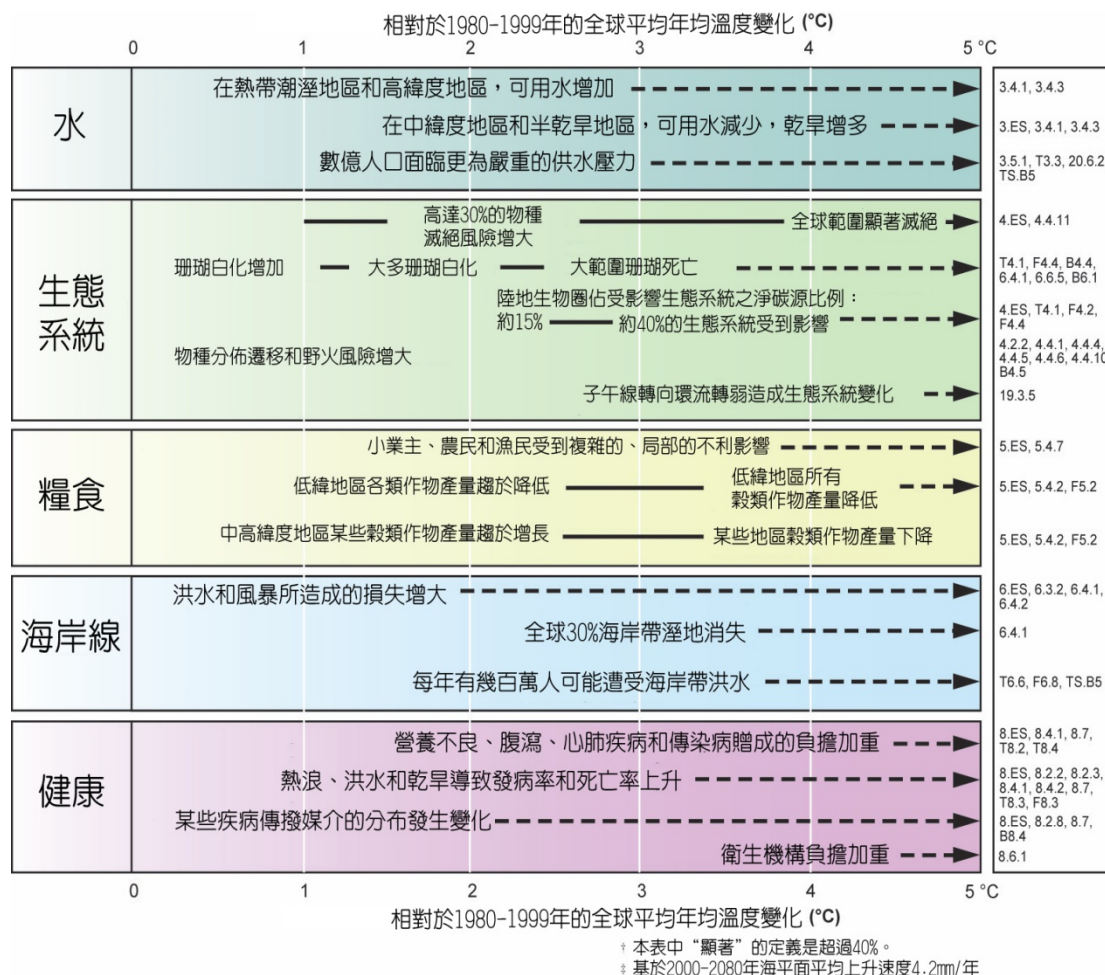 相對於1980-1999年的全球平均年均溫度變化 (°C)
0 1 2 3 4 5 °C
水
在熱帶潮溼地區和高緯度地區，可用水增加
3.4.1, 3.4.3
在中緯度地區和半乾旱地區，可用水減少，乾旱增多
3.ES, 3.4.1, 3.4.3
數億人口面臨更為嚴重的供水壓力
3.5.1, T3.3, 20.6.2
TS.B5
生態
系統
高達30%的物種
滅絕風險增大
全球範圍顯著滅絕
4.ES, 4.4.11
珊瑚白化增加
大多珊瑚白化
大範圍珊瑚死亡
T4.1, F4.4, B4.4,
6.4.1, 6.6.5, B6.1
陸地生物圈佔受影響生態系統之淨碳源比例：
約15%
約40%的生態系統受到影響
4.ES, T4.1, F4.2,
F4.4
物種分佈遷移和野火風險增大
4.2.2, 4.4.1, 4.4.4,
4.4.5, 4.4.6, 4.4.10
B4.5
子午線轉向環流轉弱造成生態系統變化
19.3.5
糧食
小業主、農民和漁民受到複雜的、局部的不利影響
5.ES, 5.4.7
低緯地區各類作物產量趨於降低
低緯地區所有
穀類作物產量降低
5.ES, 5.4.2, F5.2
中高緯度地區某些穀類作物產量趨於增長
某些地區穀類作物產量下降
5.ES, 5.4.2, F5.2
海岸線
洪水和風暴所造成的損失增大
6.ES, 6.3.2, 6.4.1,
6.4.2
全球30%海岸帶溼地消失
6.4.1
每年有幾百萬人可能遭受海岸帶洪水
T6.6, F6.8, TS.B5
健康
營養不良、腹瀉、心肺疾病和傳染病贈成的負擔加重
8.ES, 8.4.1, 8.7,
T8.2, T8.4
熱浪、洪水和乾旱導致發病率和死亡率上升
8.ES, 8.2.2, 8.2.3,
8.4.1, 8.4.2, 8.7,
T8.3, F8.3
某些疾病傳撥媒介的分布發生變化
8.ES, 8.2.8, 8.7,
B8.4
衛生機構負擔加重
8.6.1
0 1 2 3 4 5 °C
相對於1980-1999年的全球平均年均溫度變化 (°C)
† 本表中“顯著”的定義是超過40%。
‡ 基於2000-2080年海平面平均上升速度4.2mm/年